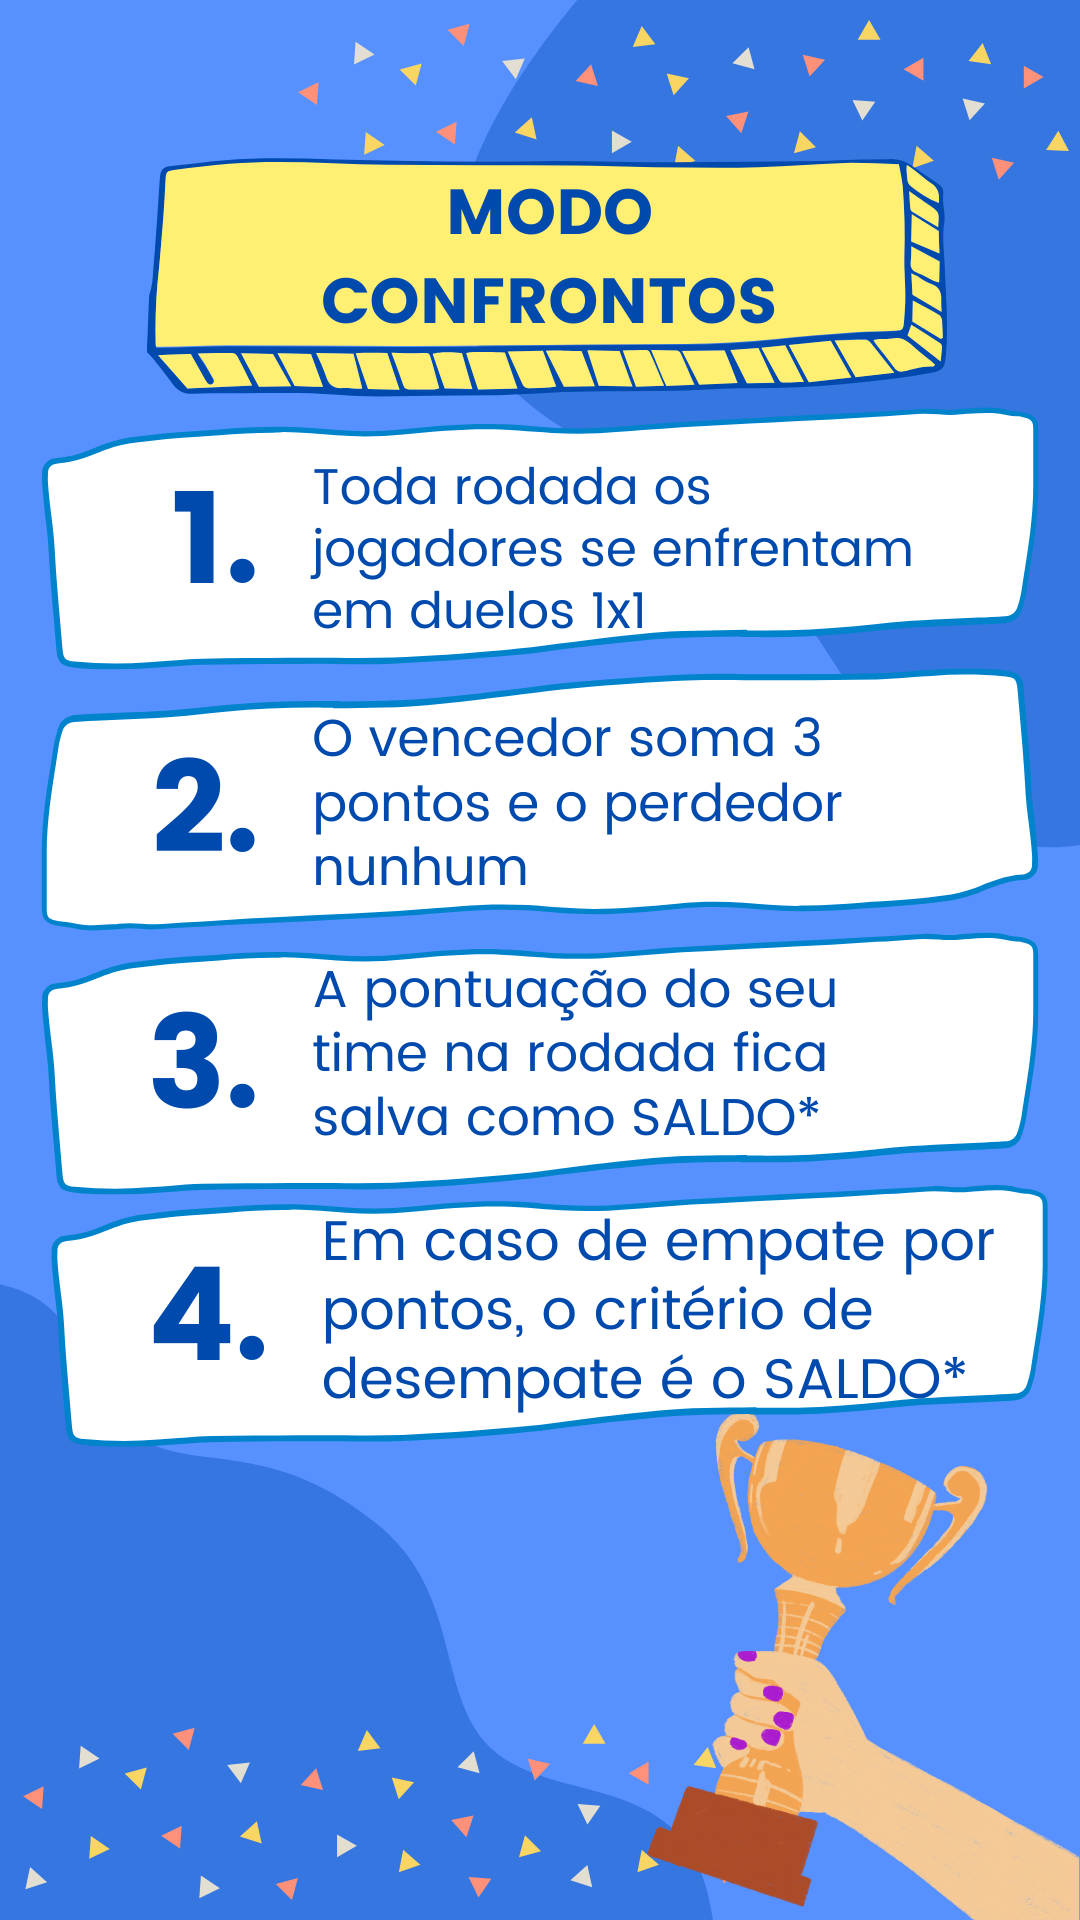 MODO
CONFRONTOS
1.
Toda rodada os
jogadores se enfrentam
em duelos 1x1
2.
O vencedor soma 3
pontos e o perdedor
nunhum
3.
A pontuação do seu
time na rodada fica
salva como SALDO*
4.
Em caso de empate por
pontos, o critério de
desempate é o SALDO*